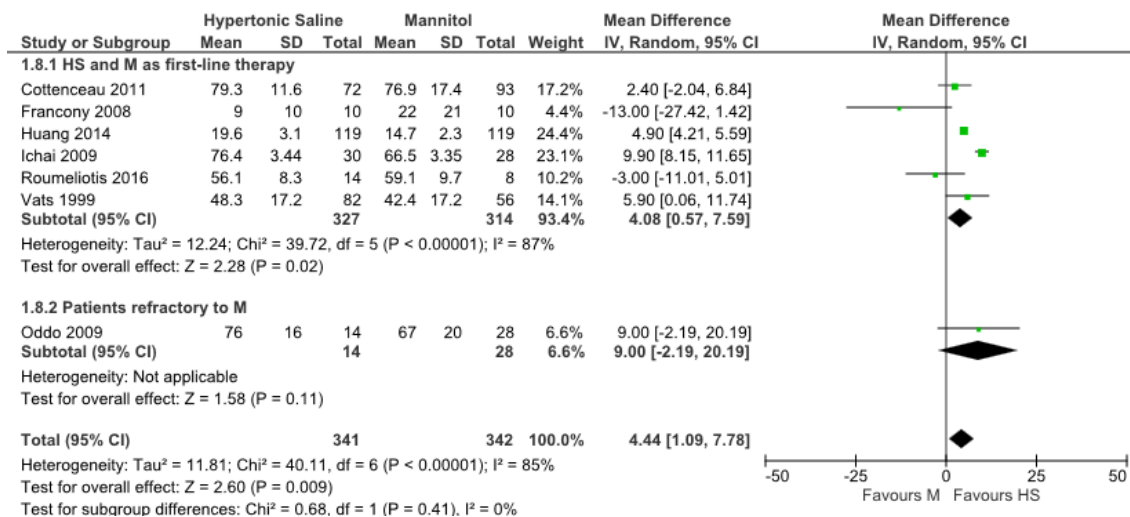 Hypertonic Saline Mannitol Mean Difference Mean Difference
Study or Subgroup Mean SD Total Mean SD Total Weight IV, Random, 95% CI IV, Random, 95% CI
1.8.1 HS and M as first-line therapy
Cottenceau 2011 79.3 11.6 72 76.9 17.4 93 17.2% 2.40 [-2.04, 6.84]
Francony 2008 9 10 10 22 21 10 4.4% -13.00 [-27.42, 1.42]
Huang 2014 19.6 3.1 119 14.7 2.3 119 24.4% 4.90 [4.21, 5.59]
Ichai 2009 76.4 3.44 30 66.5 3.35 28 23.1% 9.90 [8.15, 11.65]
Roumeliotis 2016 56.1 8.3 14 59.1 9.7 8 10.2% -3.00 [-11.01, 5.01]
Vats 1999 48.3 17.2 82 42.4 17.2 56 14.1% 5.90 [0.06, 11.74]
Subtotal (95% CI) 327 314 93.4% 4.08 [0.57, 7.59]
Heterogeneity: Tau² = 12.24; Chi² = 39.72, df = 5 (P < 0.00001); I² = 87%
Test for overall effect: Z = 2.28 (P = 0.02)
1.8.2 Patients refractory to M
Oddo 2009 76 16 14 67 20 28 6.6% 9.00 [-2.19, 20.19]
Subtotal (95% CI) 14 28 6.6% 9.00 [-2.19, 20.19]
Heterogeneity: Not applicable
Test for overall effect: Z = 1.58 (P = 0.11)
Total (95% CI) 341 342 100.0% 4.44 [1.09, 7.78]
Heterogeneity: Tau² = 11.81; Chi² = 40.11, df = 6 (P < 0.00001); I² = 85%
Test for overall effect: Z = 2.60 (P = 0.009)
Test for subgroup differences: Chi² = 0.68, df = 1 (P = 0.41), I² = 0%
-50 -25 0 25 50
Favours M Favours HS